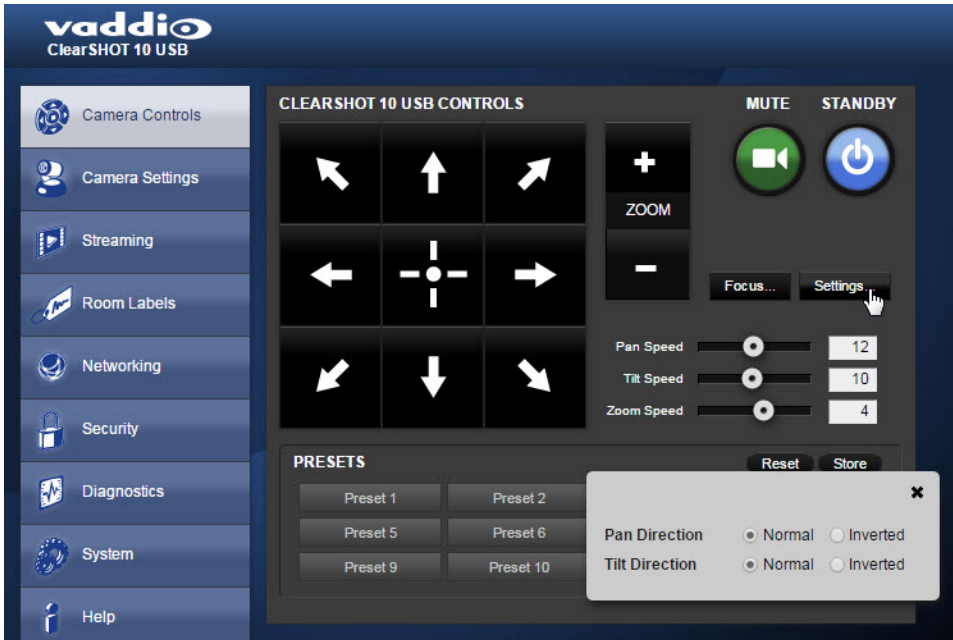 vaddio
ClearSHOT 10 USB
Camera Controls
Camera Settings
Streaming
Room Labels
Networking
Security
Diagnostics
System
Help
CLEARSHOT 10 USB CONTROLS
MUTE STANDBY
ZOOM
Focus... Settings...
Pan Speed 12
Tilt Speed 10
Zoom Speed 4
PRESETS
Reset Store
Preset 1 Preset 2
Preset 5 Preset 6
Preset 9 Preset 10
Pan Direction Normal Inverted
Tilt Direction Normal Inverted